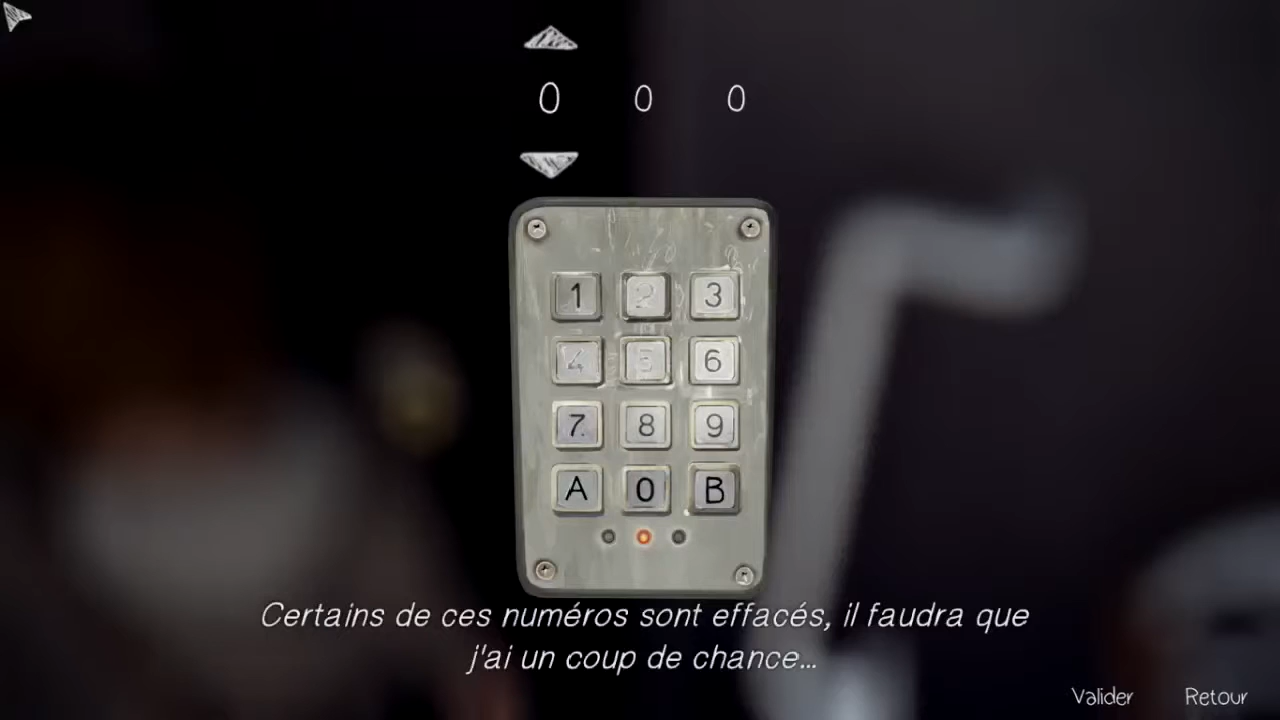 0 0 0
1 2 3
4 5 6
7 8 9
A 0 B
Certains de ces numéros sont effacés, il faudra que
j'ai un coup de chance...
Valider Retour